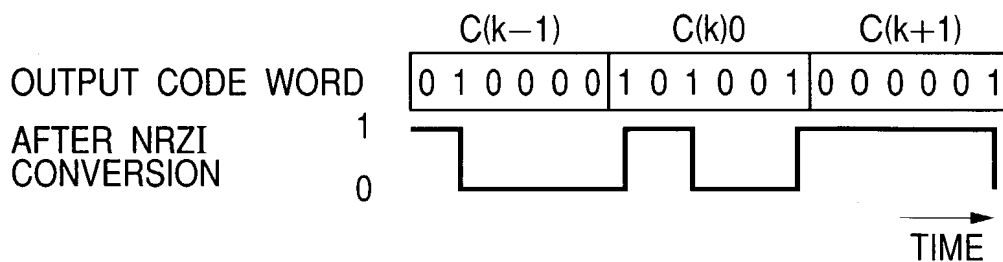 C(k−1) C(k)0 C(k+1)
OUTPUT CODE WORD 0 1 0 0 0 0 1 0 1 0 0 1 0 0 0 0 0 1
AFTER NRZI CONVERSION
1
0
TIME